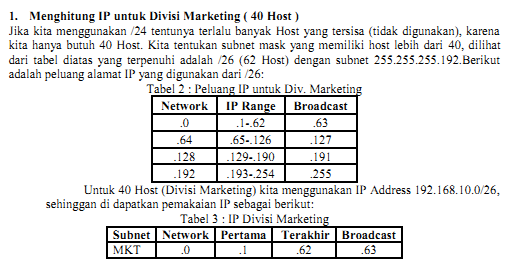 1. Menghitung IP untuk Divisi Marketing ( 40 Host )
Jika kita menggunakan /24 tentunya terlalu banyak Host yang tersisa (tidak digunakan), karena
kita hanya butuh 40 Host. Kita tentukan subnet mask yang memiliki host lebih dari 40, dilihat
dari tabel diatas yang terpenuhi adalah /26 (62 Host) dengan subnet 255.255.255.192.Berikut
adalah peluang alamat IP yang digunakan dari /26:
Tabel 2 : Peluang IP untuk Div. Marketing
Network IP Range Broadcast
.0 .1-.62 .63
.64 .65-.126 .127
.128 .129-.190 .191
.192 .193-.254 .255
Untuk 40 Host (Divisi Marketing) kita menggunakan IP Address 192.168.10.0/26,
sehinggan di dapatkan pemakaian IP sebagai berikut:
Tabel 3 : IP Divisi Marketing
Subnet Network Pertama Terakhir Broadcast
MKT .0 .1 .62 .63